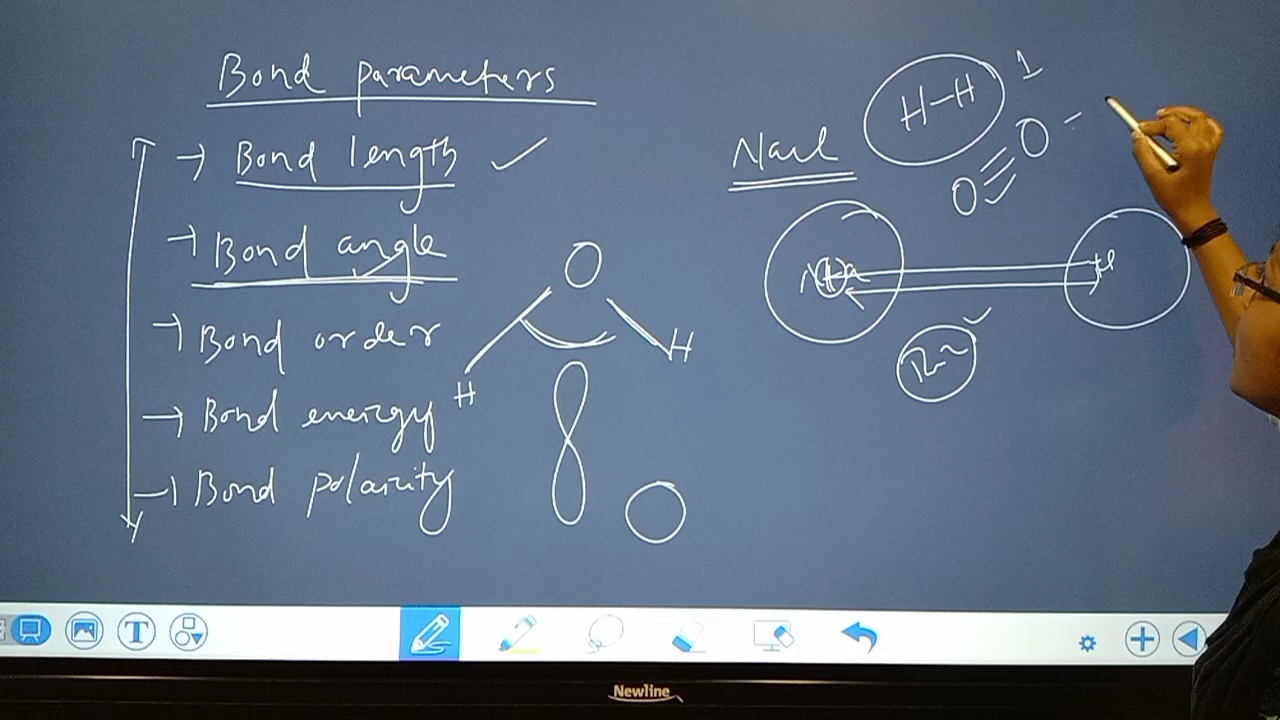 Bond parameters
→ Bond length ✓
→ Bond angle
→ Bond order
→ Bond energy
→ Bond polarity
O
H
H
NaCl
H-H
1
O=O
T
Newline